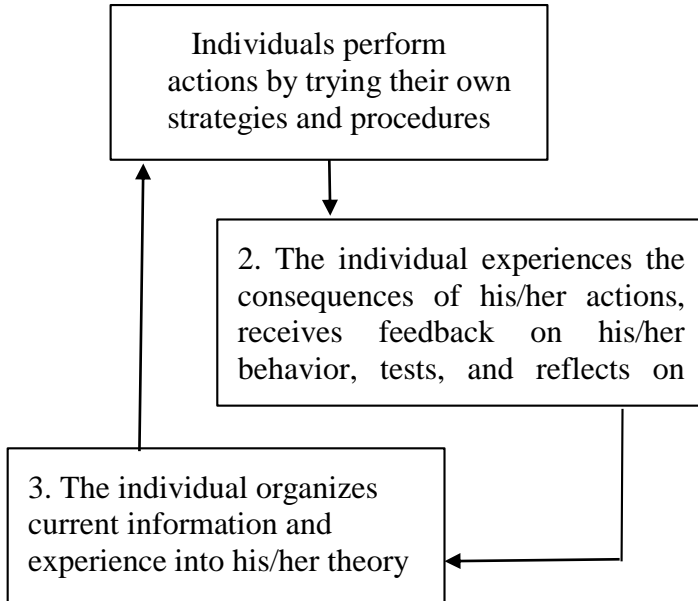 Individuals perform
actions by trying their own
strategies and procedures
2. The individual experiences the
consequences of his/her actions,
receives feedback on his/her
behavior, tests, and reflects on
3. The individual organizes
current information and
experience into his/her theory